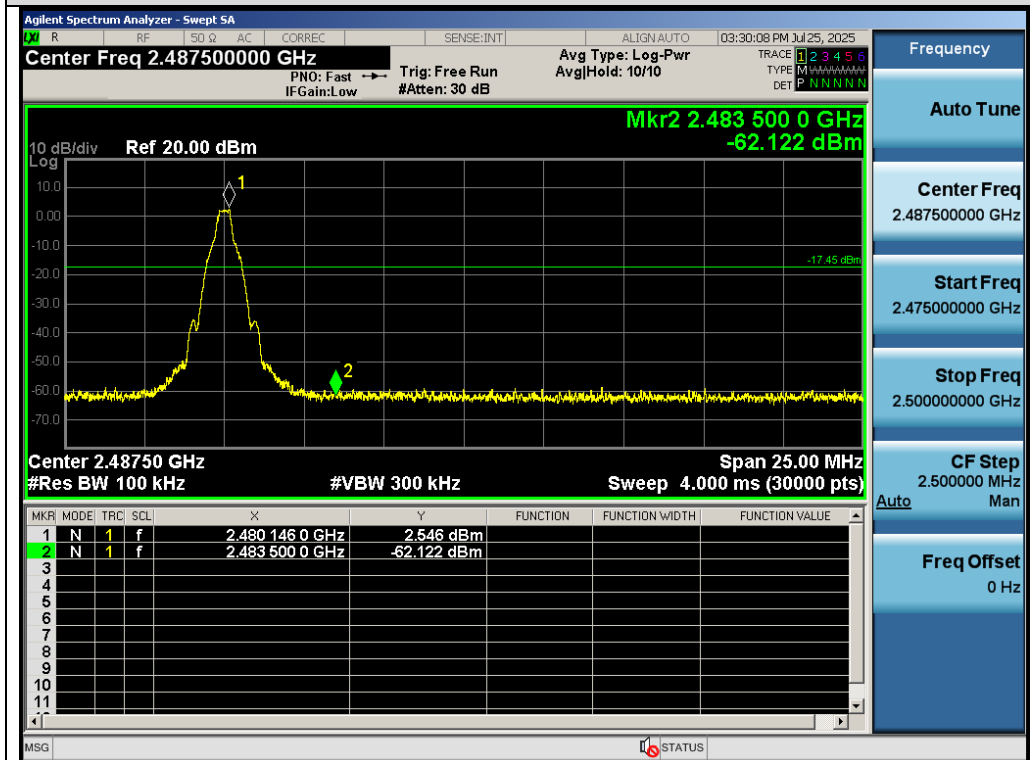 Agilent Spectrum Analyzer - Swept SA
LXI R RF 50 Ω AC CORREC SENSE:INT ALIGN AUTO 03:30:08 PM Jul 25, 2025
Center Freq 2.487500000 GHz
PNO: Fast
IFGain:Low
Trig: Free Run
#Atten: 30 dB
Avg Type: Log-Pwr
Avg|Hold: 10/10
TRACE 1 2 3 4 5 6
TYPE M
DET P N N N N N
Mkr2 2.483 500 0 GHz
-62.122 dBm
10 dB/div Ref 20.00 dBm
Log
10.0
0.00
-10.0
-20.0
-30.0
-40.0
-50.0
-60.0
-70.0
1
2
-17.45 dBm
Center 2.48750 GHz Span 25.00 MHz
#Res BW 100 kHz #VBW 300 kHz Sweep 4.000 ms (30000 pts)
MKR MODE TRC SCL X Y FUNCTION FUNCTION WIDTH FUNCTION VALUE
1 N 1 f 2.480 146 0 GHz 2.546 dBm
2 N 1 f 2.483 500 0 GHz -62.122 dBm
3
4
5
6
7
8
9
10
11
MSG STATUS
Frequency
Auto Tune
Center Freq
2.487500000 GHz
Start Freq
2.475000000 GHz
Stop Freq
2.500000000 GHz
CF Step
2.500000 MHz
Auto Man
Freq Offset
0 Hz